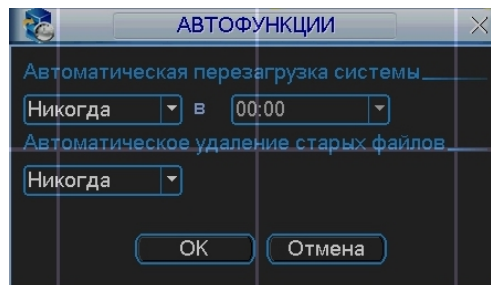 АВТОФУНКЦИИ
Автоматическая перезагрузка системы
Никогда в 00:00
Автоматическое удаление старых файлов
Никогда
OK Отмена